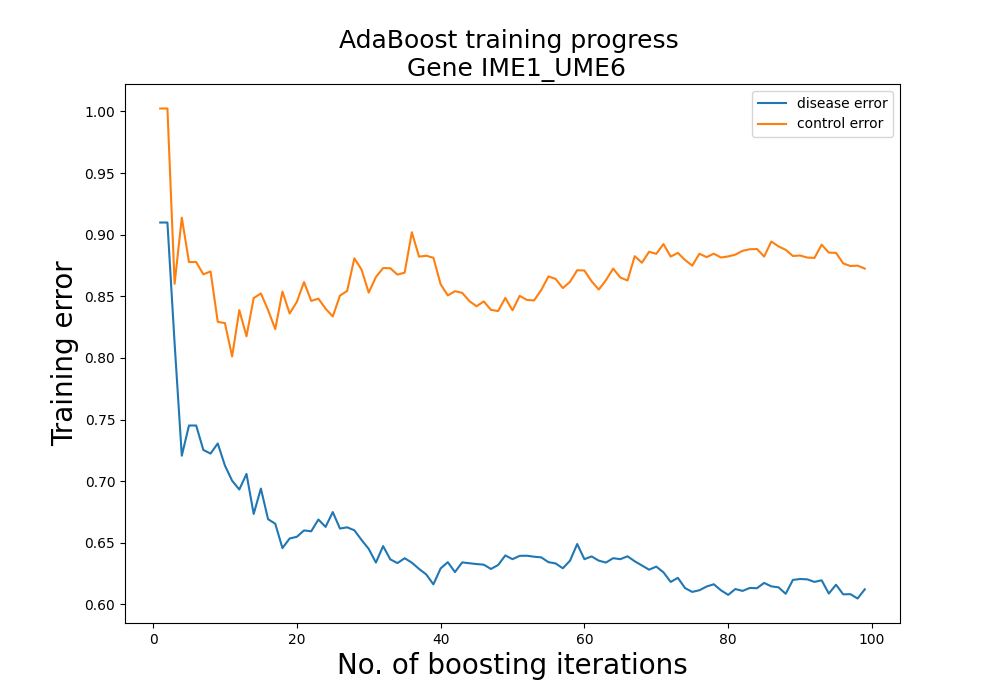 AdaBoost training progress
Gene IME1_UME6
disease error
control error
1.00
0.95
0.90
0.85
0.80
0.75
0.70
0.65
0.60
Training error
0 20 40 60 80 100
No. of boosting iterations